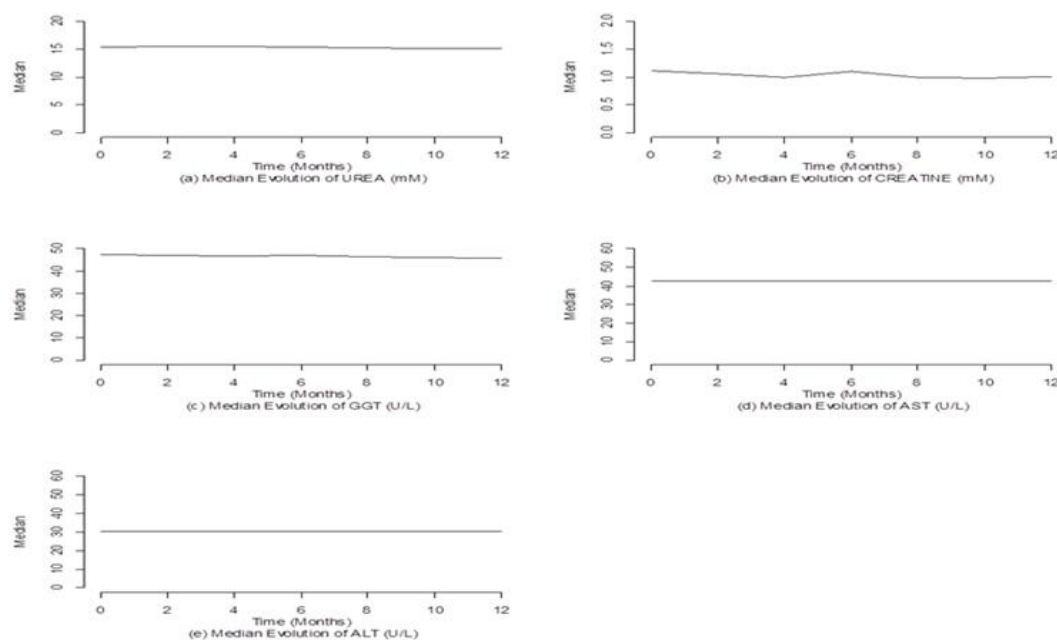 20
15
10
5
0
Median
0 2 4 6 8 10 12
Time (Months)
(a) Median Evolution of UREA (mM)
2.0
1.5
1.0
0.5
0.0
Median
0 2 4 6 8 10 12
Time (Months)
(b) Median Evolution of CREATINE (mM)
50
40
30
20
10
0
Median
0 2 4 6 8 10 12
Time (Months)
(c) Median Evolution of GGT (U/L)
60
50
40
30
20
10
0
Median
0 2 4 6 8 10 12
Time (Months)
(d) Median Evolution of AST (U/L)
60
50
40
30
20
10
0
Median
0 2 4 6 8 10 12
Time (Months)
(e) Median Evolution of ALT (U/L)